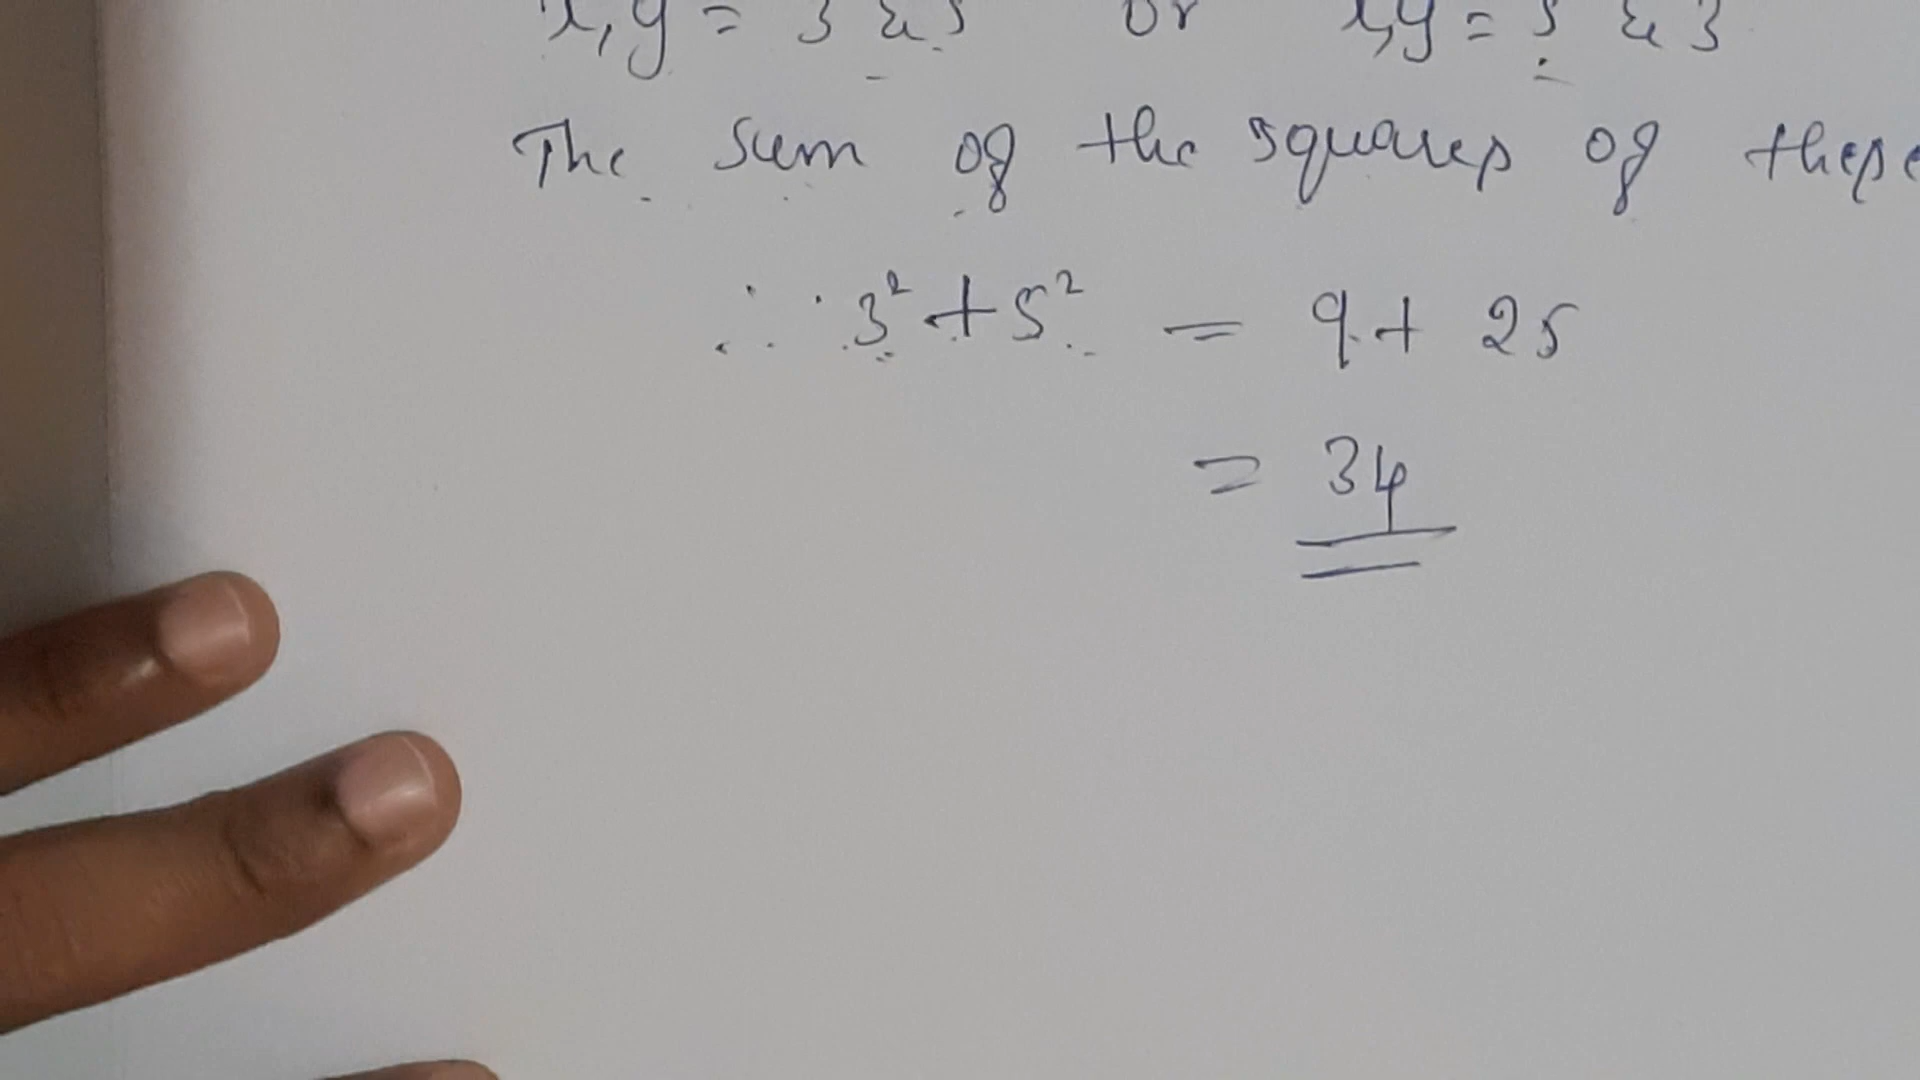 x, y = 3 & 5 or x, y = 5 & 3
The sum of the squares of these
∴ 3² + 5² = 9 + 25
= 34